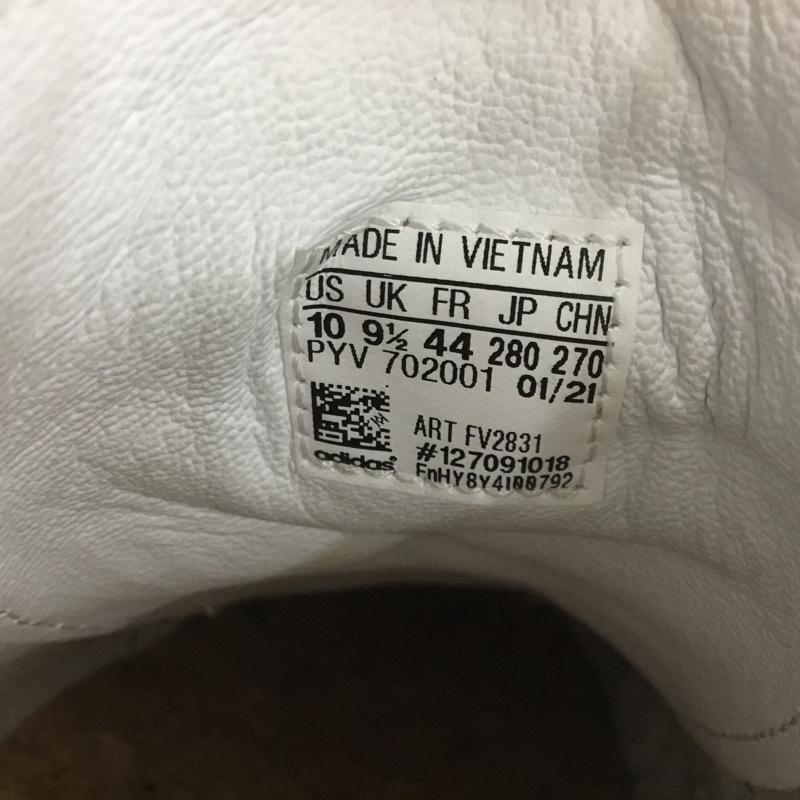 MADE IN VIETNAM
US UK FR JP CHN
10 9½ 44 280 270
PYV 702001 01/21
ART FV2831
#127091018
adidas®
FnHY8Y4I00792